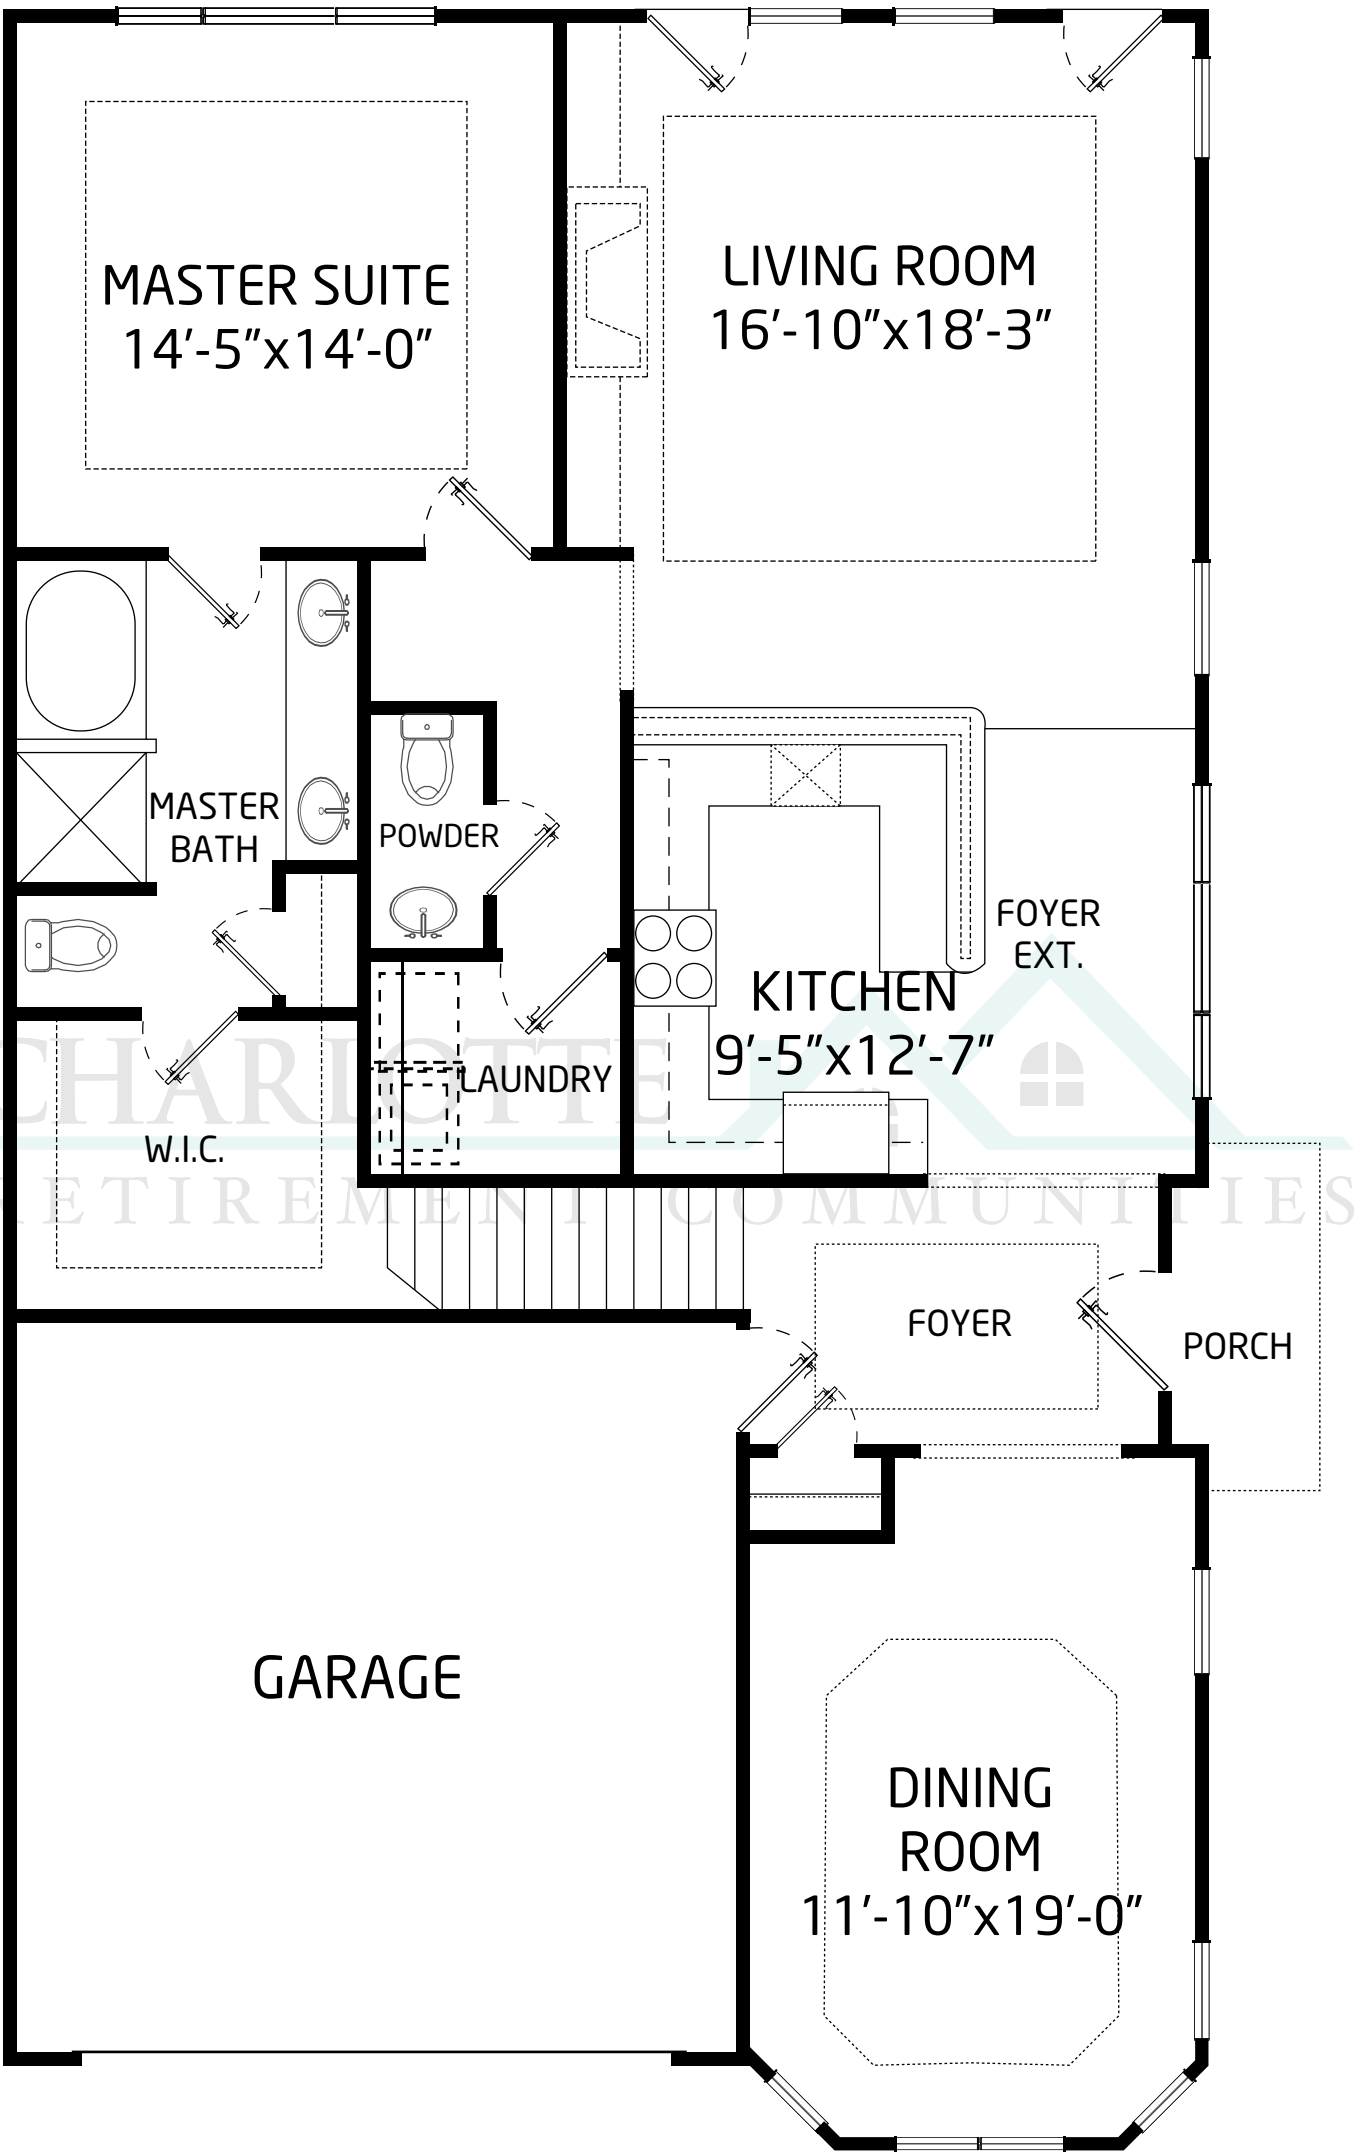 MASTER SUITE
14'-5"x14'-0"
LIVING ROOM
16'-10"x18'-3"
MASTER
BATH
POWDER
FOYER
EXT.
KITCHEN
9'-5"x12'-7"
LAUNDRY
W.I.C.
CHARLOTTE
RETIREMENT COMMUNITIES
FOYER
PORCH
GARAGE
DINING
ROOM
11'-10"x19'-0"